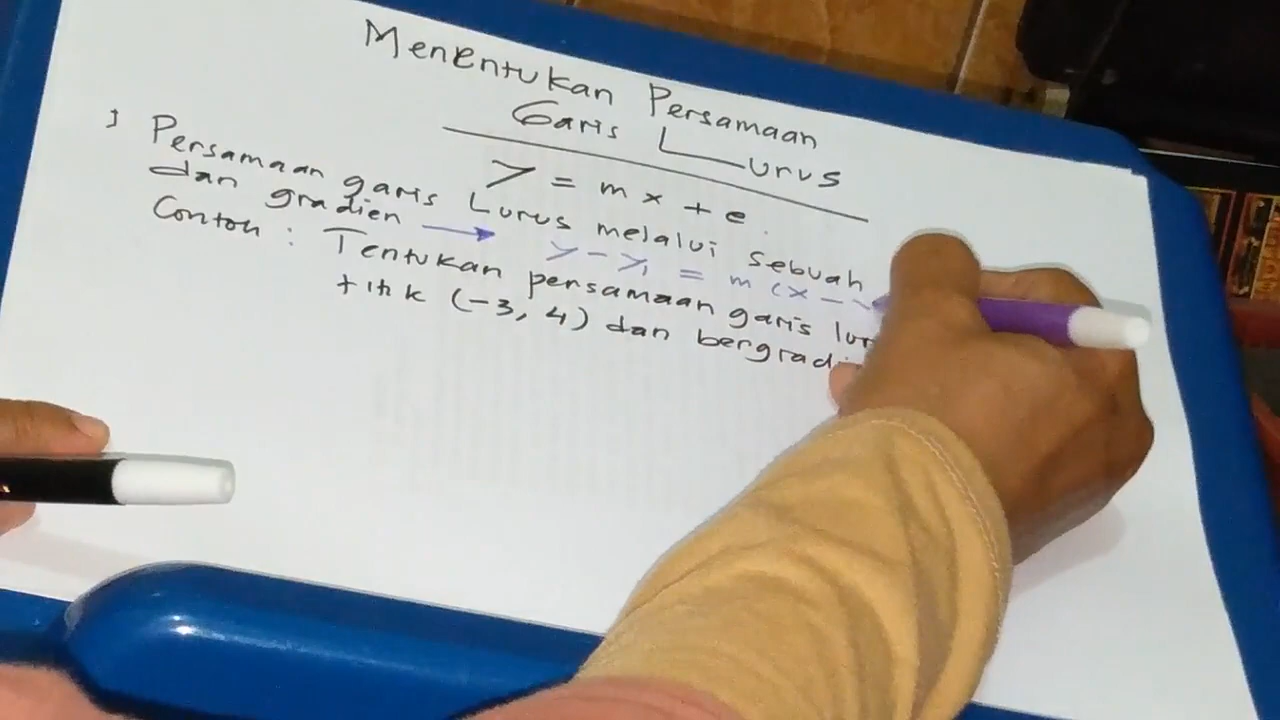 Menentukan Persamaan
Garis Lurus
y = mx + e
1 Persamaan garis Lurus melalui sebuah
dan gradien → y - y₁ = m (x -
Contoh : Tentukan persamaan garis lur
titik (-3, 4) dan bergradi